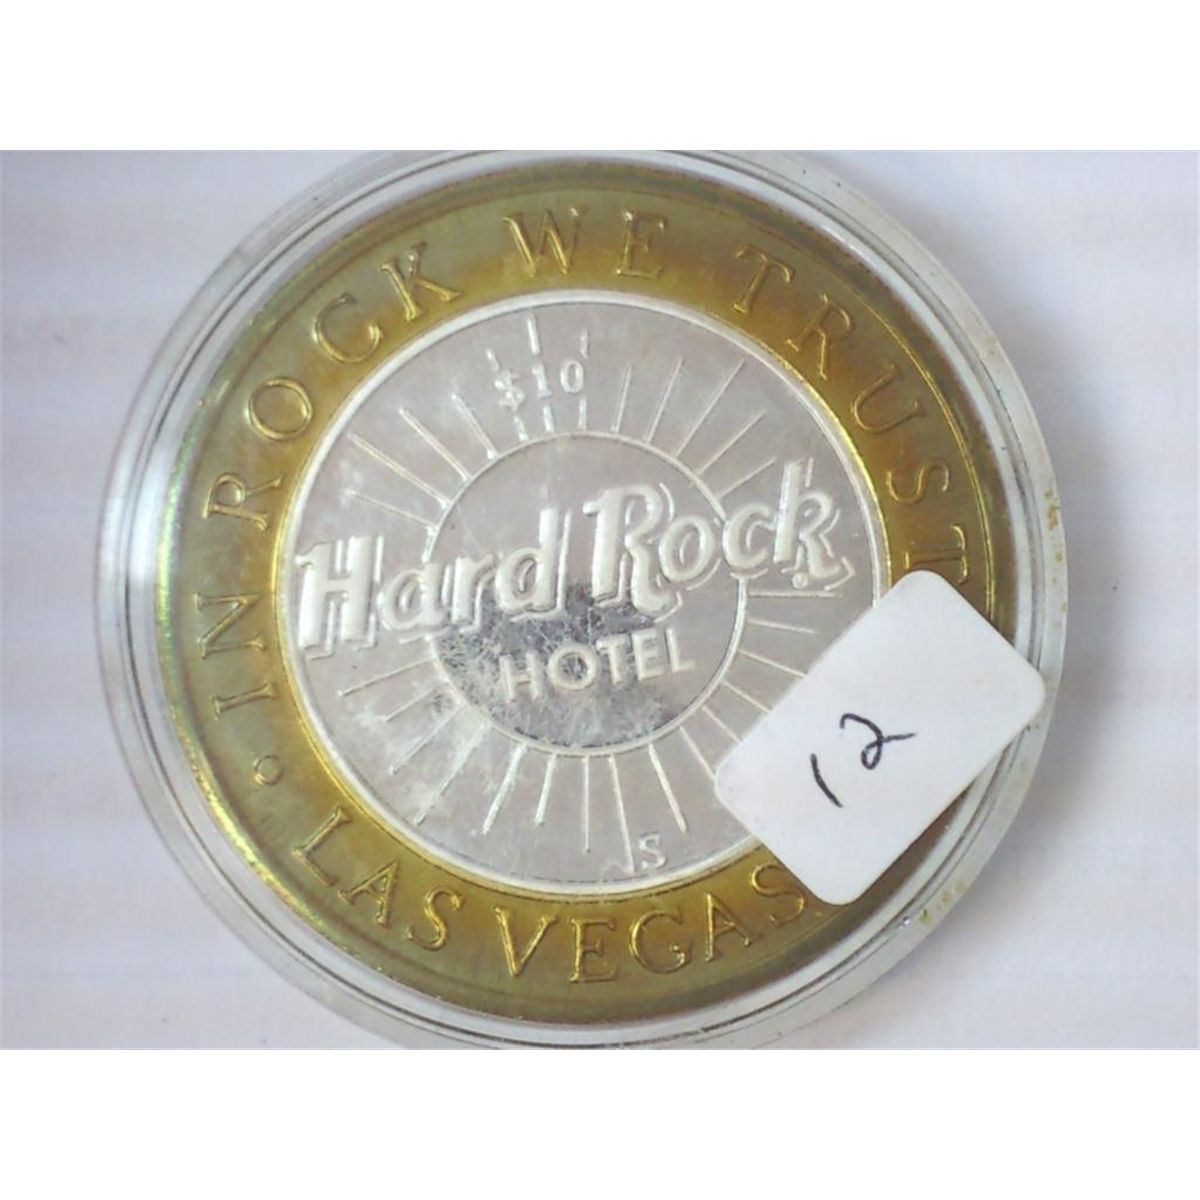 IN ROCK WE TRUST
$10
Hard Rock
HOTEL
S
• LAS VEGAS
12